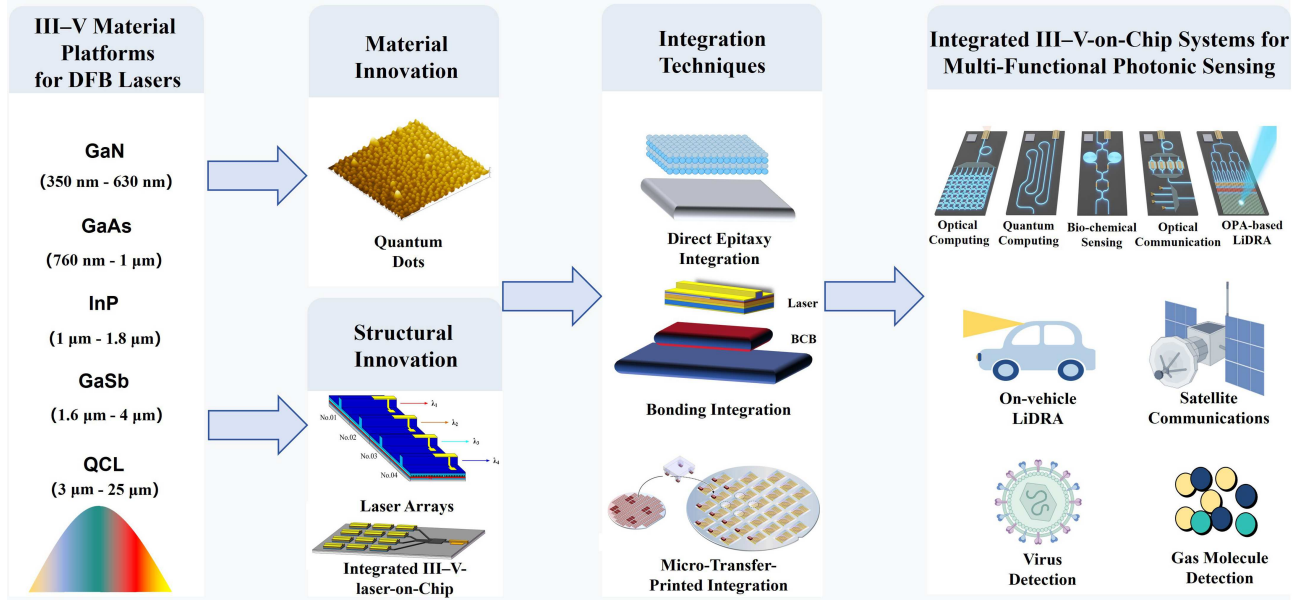 III–V Material
Platforms
for DFB Lasers
GaN
(350 nm - 630 nm)
GaAs
(760 nm - 1 μm)
InP
(1 μm - 1.8 μm)
GaSb
(1.6 μm - 4 μm)
QCL
(3 μm - 25 μm)
Material
Innovation
Quantum
Dots
Structural
Innovation
λ₁
No.01
λ₂
No.02
λ₃
No.03
λ₄
No.04
Laser Arrays
Integrated III–V-
laser-on-Chip
Integration
Techniques
Direct Epitaxy
Integration
Laser
BCB
Bonding Integration
Micro-Transfer-
Printed Integration
Integrated III–V-on-Chip Systems for
Multi-Functional Photonic Sensing
Optical
Computing
Quantum
Computing
Bio-chemical
Sensing
Optical
Communication
OPA-based
LiDRA
On-vehicle
LiDRA
Satellite
Communications
Virus
Detection
Gas Molecule
Detection